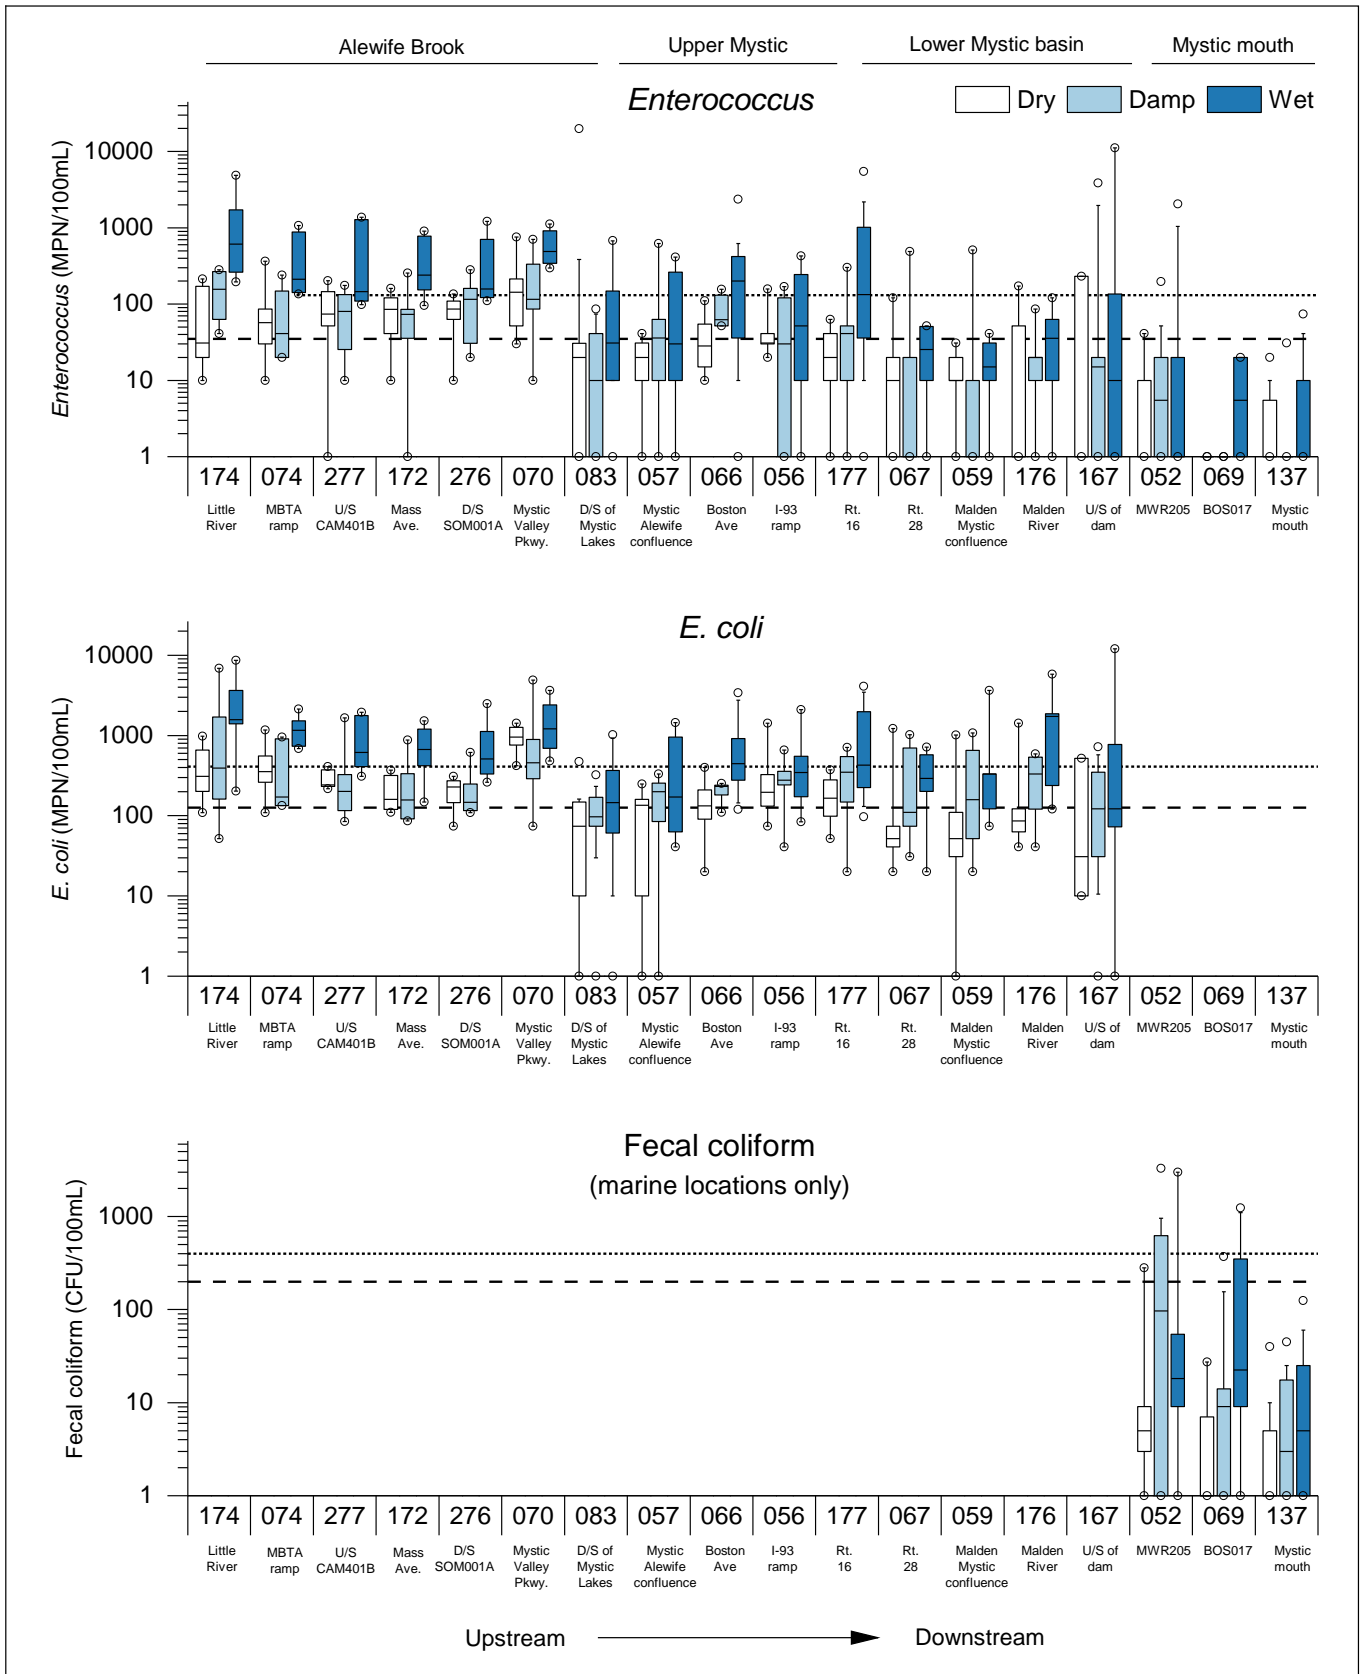 Alewife Brook Upper Mystic Lower Mystic basin Mystic mouth
Enterococcus
Dry Damp Wet
Enterococcus (MPN/100mL)
10000
1000
100
10
1
174 074 277 172 276 070 083 057 066 056 177 067 059 176 167 052 069 137
Little River
MBTA ramp
U/S CAM401B
Mass Ave.
D/S SOM001A
Mystic Valley Pkwy.
D/S of Mystic Lakes
Mystic Alewife confluence
Boston Ave
I-93 ramp
Rt. 16
Rt. 28
Malden Mystic confluence
Malden River
U/S of dam
MWR205
BOS017
Mystic mouth
E. coli
E. coli (MPN/100mL)
10000
1000
100
10
1
174 074 277 172 276 070 083 057 066 056 177 067 059 176 167 052 069 137
Little River
MBTA ramp
U/S CAM401B
Mass Ave.
D/S SOM001A
Mystic Valley Pkwy.
D/S of Mystic Lakes
Mystic Alewife confluence
Boston Ave
I-93 ramp
Rt. 16
Rt. 28
Malden Mystic confluence
Malden River
U/S of dam
MWR205
BOS017
Mystic mouth
Fecal coliform
(marine locations only)
Fecal coliform (CFU/100mL)
1000
100
10
1
174 074 277 172 276 070 083 057 066 056 177 067 059 176 167 052 069 137
Little River
MBTA ramp
U/S CAM401B
Mass Ave.
D/S SOM001A
Mystic Valley Pkwy.
D/S of Mystic Lakes
Mystic Alewife confluence
Boston Ave
I-93 ramp
Rt. 16
Rt. 28
Malden Mystic confluence
Malden River
U/S of dam
MWR205
BOS017
Mystic mouth
Upstream Downstream